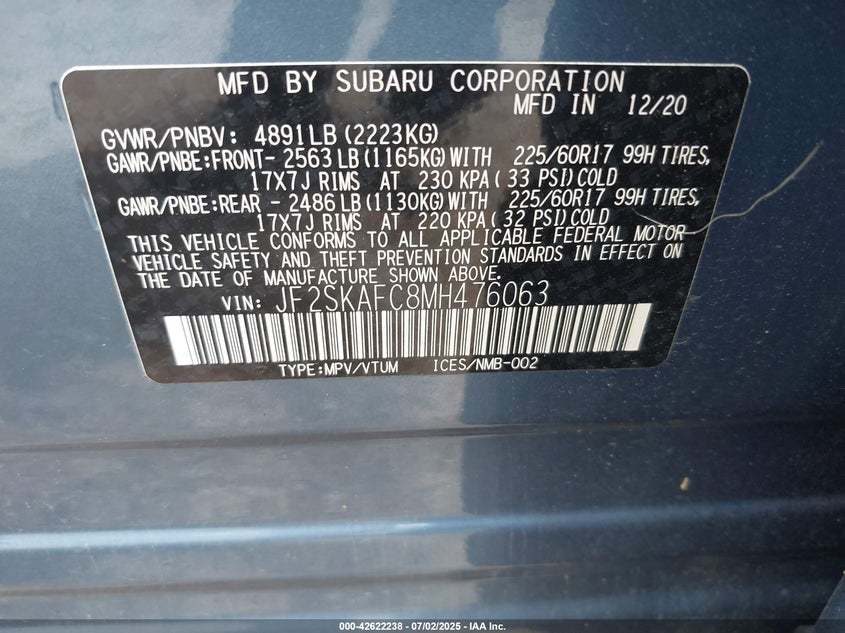 MFD BY SUBARU CORPORATION
MFD IN 12/20
GVWR/PNBV: 4891LB (2223KG)
GAWR/PNBE:FRONT- 2563 LB (1165KG) WITH 225/60R17 99H TIRES,
17X7J RIMS AT 230 KPA ( 33 PSI) COLD
GAWR/PNBE:REAR - 2486 LB (1130KG) WITH 225/60R17 99H TIRES,
17X7J RIMS AT 220 KPA ( 32 PSI) COLD
THIS VEHICLE CONFORMS TO ALL APPLICABLE FEDERAL MOTOR
VEHICLE SAFETY AND THEFT PREVENTION STANDARDS IN EFFECT ON
THE DATE OF MANUFACTURE SHOWN ABOVE.
VIN: JF2SKAFC8MH476063
TYPE:MPV/VTUM ICES/NMB-002
000-42622238 - 07/02/2025 - IAA Inc.